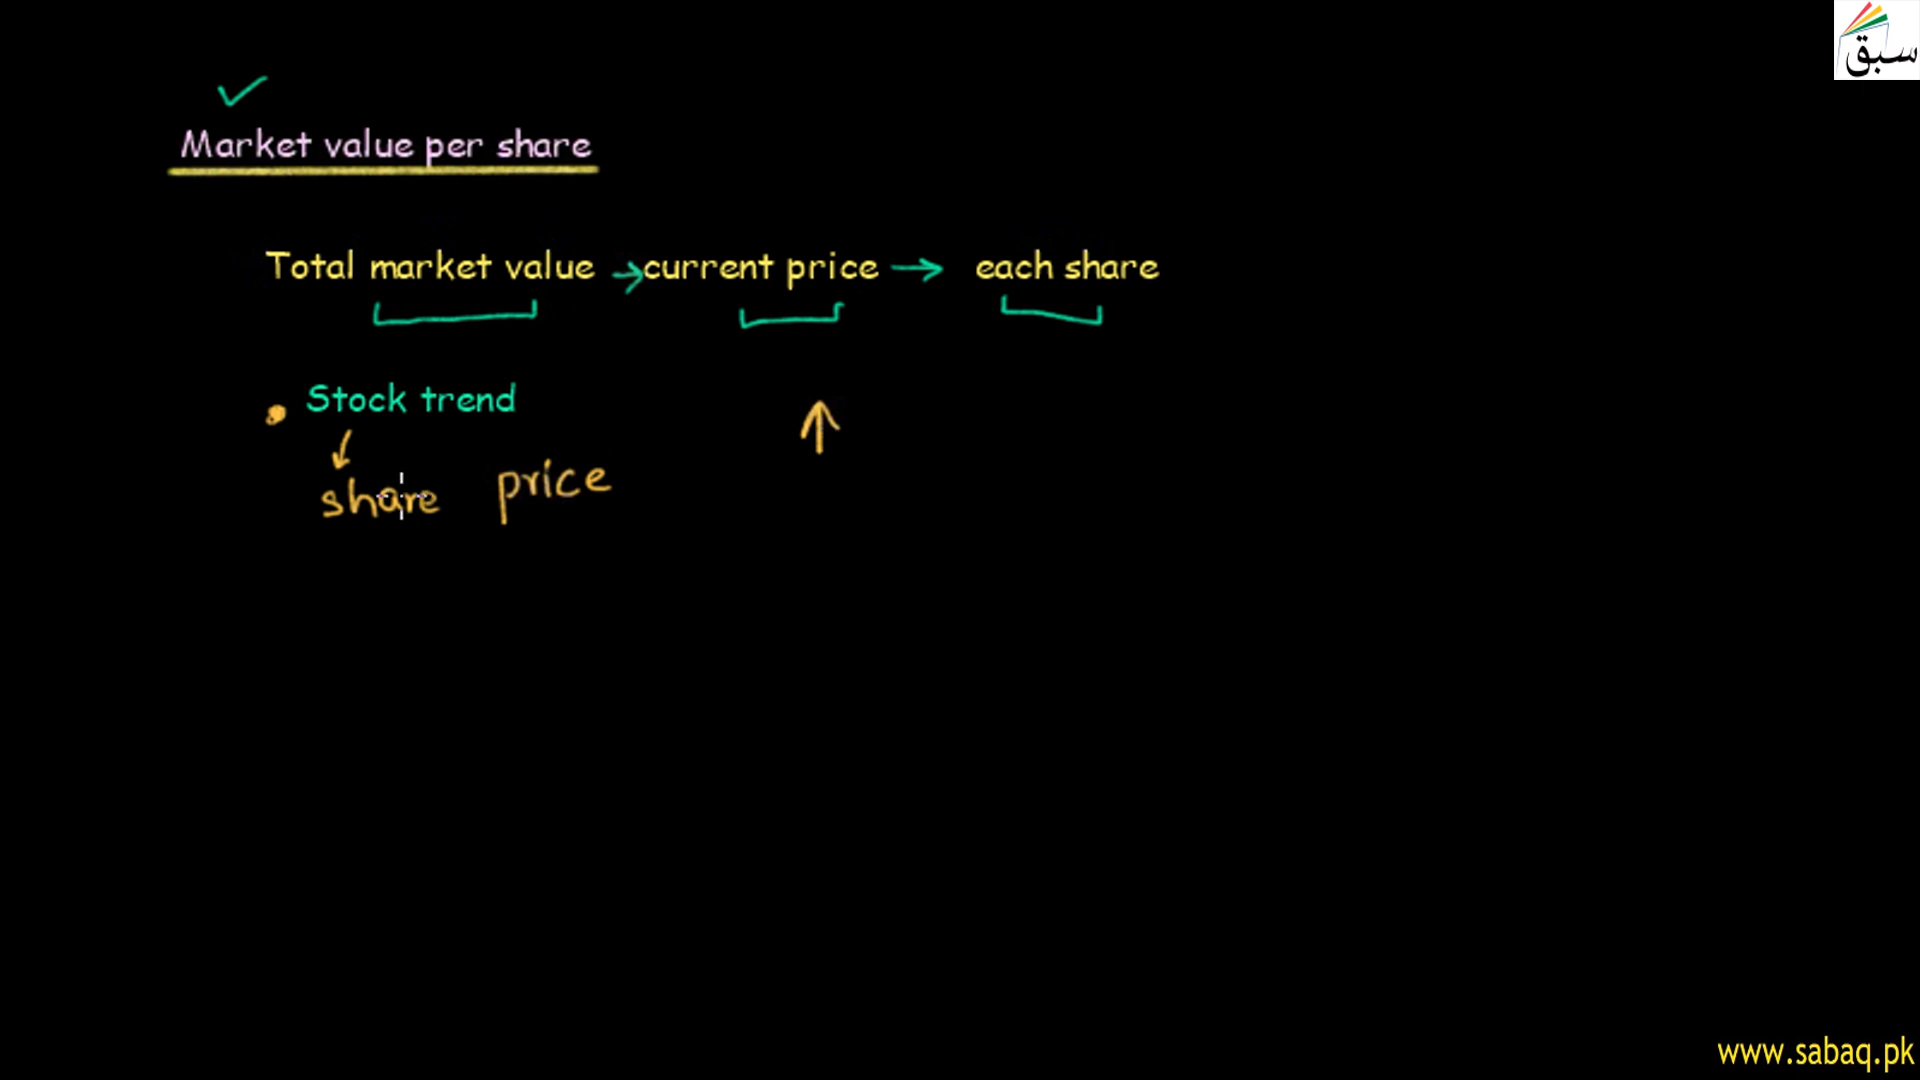 سبق
Market value per share
Total market value → current price → each share
• Stock trend
share price
www.sabaq.pk